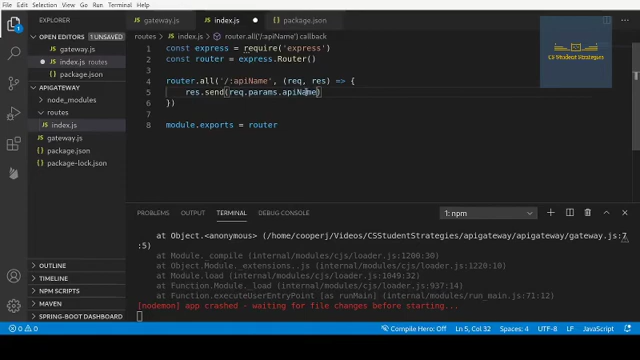 File Edit Selection View Go Run Terminal Help
EXPLORER
OPEN EDITORS 1 UNSAVED
gateway.js
index.js routes
APIGATEWAY
node_modules
routes
index.js
gateway.js
package.json
package-lock.json
OUTLINE
TIMELINE
NPM SCRIPTS
MAVEN
SPRING-BOOT DASHBOARD
gateway.js
index.js
package.json
routes > index.js > router.all('/:apiName') callback
1 const express = require('express')
2 const router = express.Router()
3
4 router.all('/:apiName', (req, res) => {
5 res.send(req.params.apiName)
6 })
7
8 module.exports = router
CS Student Strategies
PROBLEMS OUTPUT TERMINAL DEBUG CONSOLE 1: npm
at Object.<anonymous> (/home/cooperj/Videos/CSStudentStrategies/apigateway/apigateway/gateway.js:7
:5)
at Module._compile (internal/modules/cjs/loader.js:1200:30)
at Object.Module._extensions..js (internal/modules/cjs/loader.js:1220:10)
at Module.load (internal/modules/cjs/loader.js:1049:32)
at Function.Module._load (internal/modules/cjs/loader.js:937:14)
at Function.executeUserEntryPoint [as runMain] (internal/modules/run_main.js:71:12)
[nodemon] app crashed - waiting for file changes before starting...
0 0 Compile Hero: Off Ln 5, Col 32 Spaces: 4 UTF-8 LF JavaScript